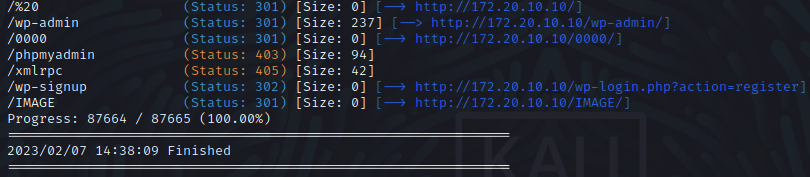 /%20 (Status: 301) [Size: 0] [--> http://172.20.10.10/]
/wp-admin (Status: 301) [Size: 237] [--> http://172.20.10.10/wp-admin/]
/0000 (Status: 301) [Size: 0] [--> http://172.20.10.10/0000/]
/phpmyadmin (Status: 403) [Size: 94]
/xmlrpc (Status: 405) [Size: 42]
/wp-signup (Status: 302) [Size: 0] [--> http://172.20.10.10/wp-login.php?action=register]
/IMAGE (Status: 301) [Size: 0] [--> http://172.20.10.10/IMAGE/]
Progress: 87664 / 87665 (100.00%)
===============================================================
2023/02/07 14:38:09 Finished
===============================================================
KALI